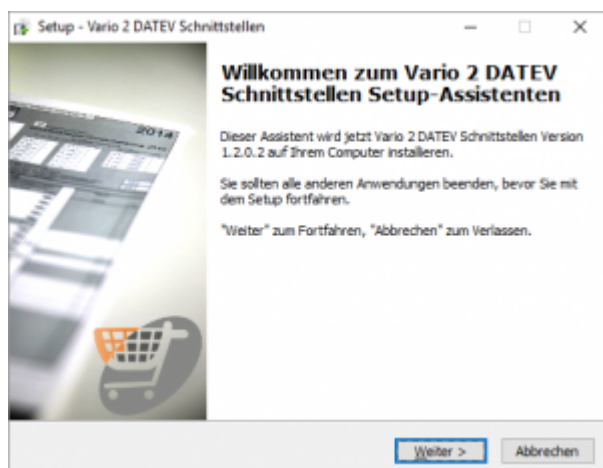 Setup - Vario 2 DATEV Schnittstellen
2014
Willkommen zum Vario 2 DATEV
Schnittstellen Setup-Assistenten
Dieser Assistent wird jetzt Vario 2 DATEV Schnittstellen Version
1.2.0.2 auf Ihrem Computer installieren.
Sie sollten alle anderen Anwendungen beenden, bevor Sie mit
dem Setup fortfahren.
"Weiter" zum Fortfahren, "Abbrechen" zum Verlassen.
Weiter >
Abbrechen